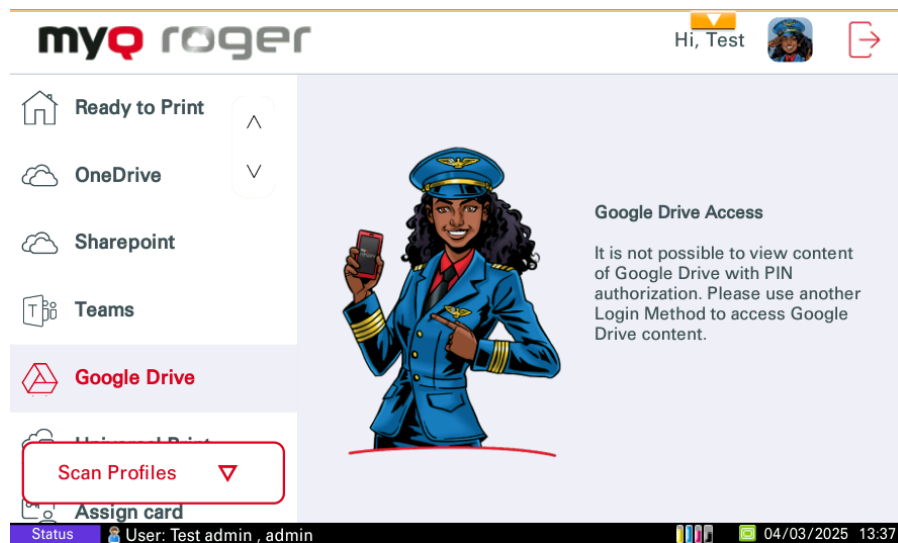 myQ roger
Hi, Test
Ready to Print
OneDrive
Sharepoint
Teams
Google Drive
Universal Print
Scan Profiles
Assign card
Google Drive Access
It is not possible to view content
of Google Drive with PIN
authorization. Please use another
Login Method to access Google
Drive content.
Status
User: Test admin , admin
04/03/2025 13:37